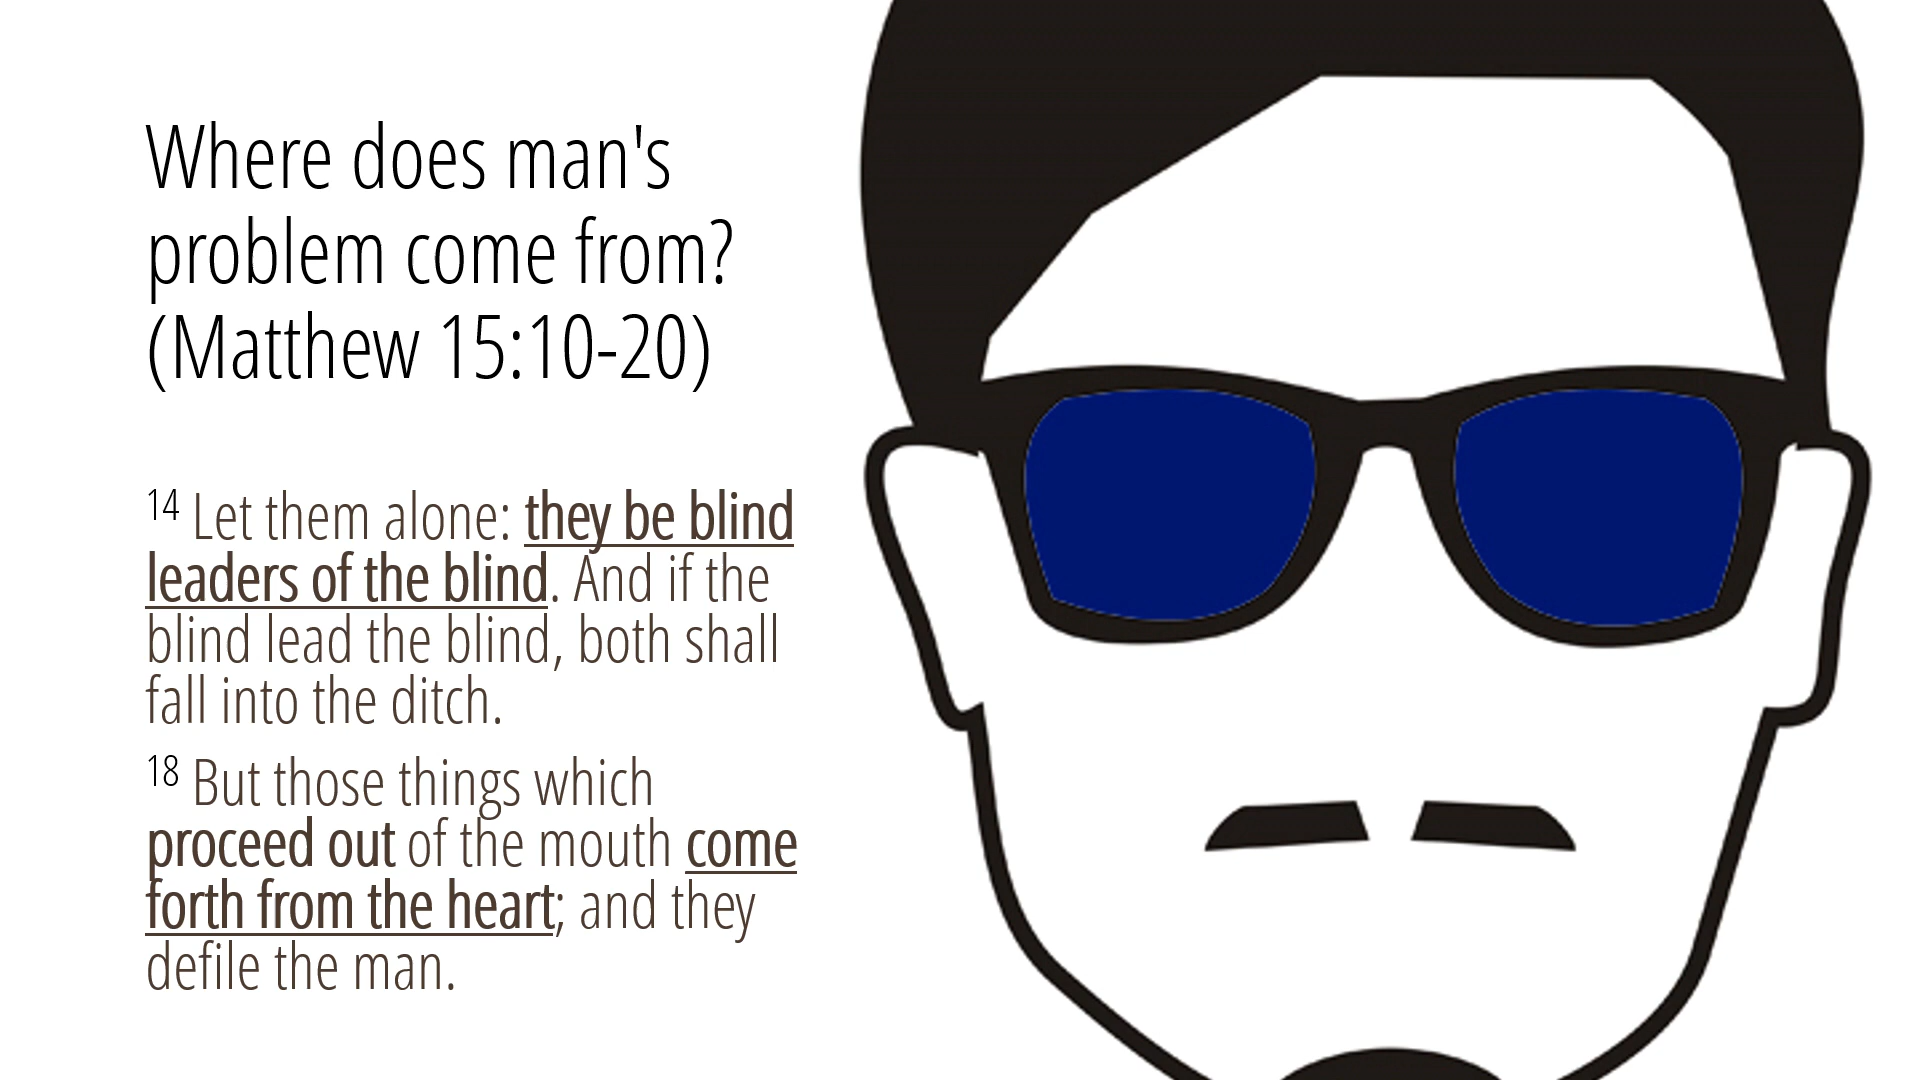 Where does man's
problem come from?
(Matthew 15:10-20)
14 Let them alone: they be blind
leaders of the blind. And if the
blind lead the blind, both shall
fall into the ditch.
18 But those things which
proceed out of the mouth come
forth from the heart; and they
defile the man.